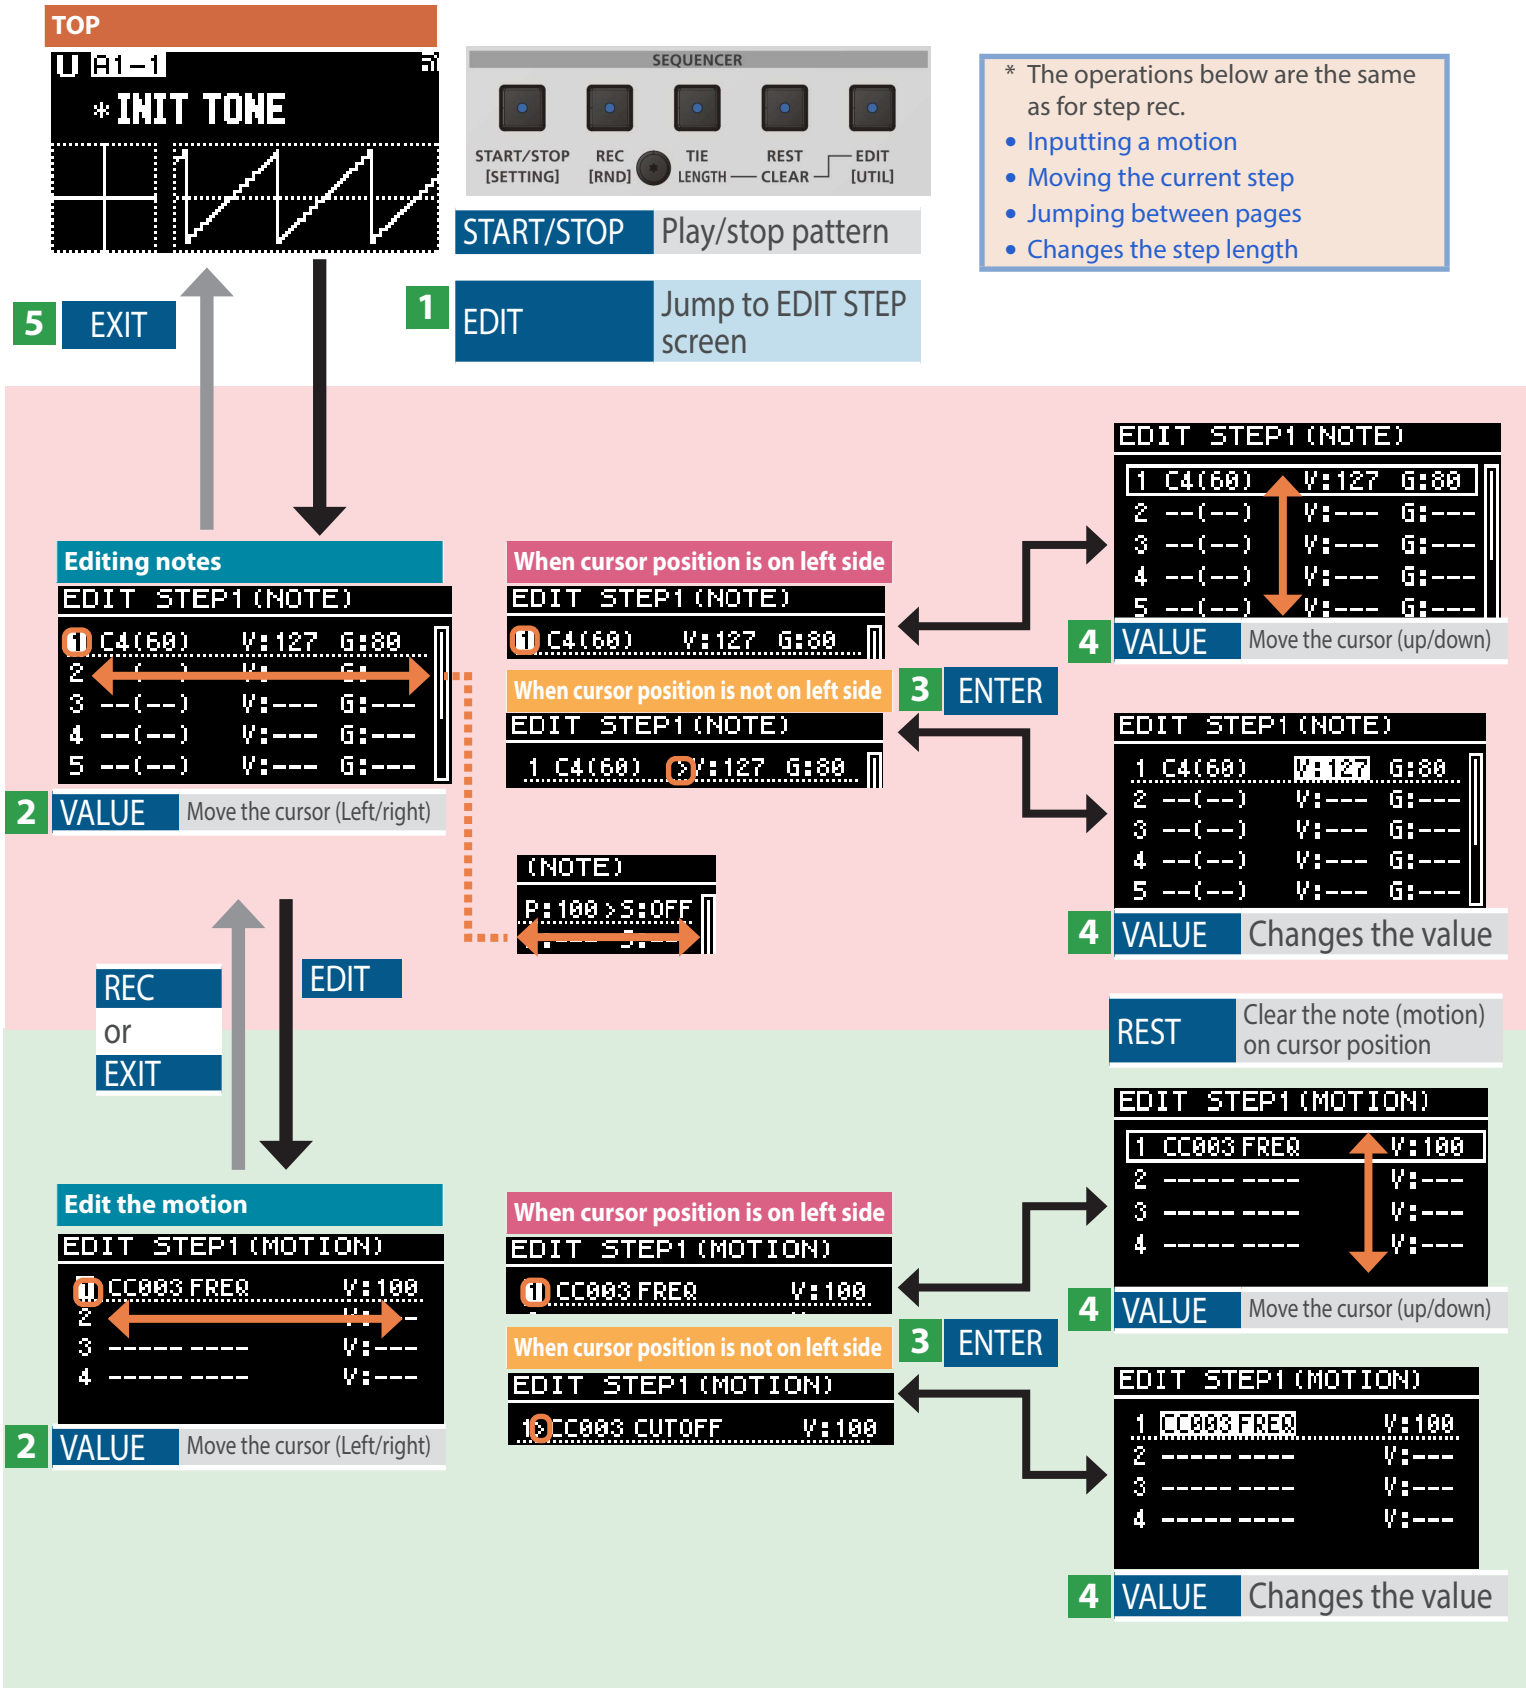 TOP
U A1-1
*INIT TONE
SEQUENCER
START/STOP REC TIE REST EDIT
[SETTING] [RND] LENGTH CLEAR [UTIL]
START/STOP Play/stop pattern
1 EDIT Jump to EDIT STEP
screen
* The operations below are the same
as for step rec.
• Inputting a motion
• Moving the current step
• Jumping between pages
• Changes the step length
5 EXIT
Editing notes
EDIT STEP1(NOTE)
1 C4(60) V:127 G:80
2 --(--) V: G:
3 --(--) V:--- G:---
4 --(--) V:--- G:---
5 --(--) V:--- G:---
2 VALUE Move the cursor (Left/right)
When cursor position is on left side
EDIT STEP1(NOTE)
1 C4(60) V:127 G:80
When cursor position is not on left side
EDIT STEP1(NOTE)
1 C4(60) >V:127 G:80
3 ENTER
(NOTE)
P:100>S:OFF
EDIT STEP1(NOTE)
1 C4(60) V:127 G:80
2 --(--) V:--- G:---
3 --(--) V:--- G:---
4 --(--) V:--- G:---
5 --(--) V:--- G:---
4 VALUE Move the cursor (up/down)
EDIT STEP1(NOTE)
1 C4(60) V:127 G:80
2 --(--) V:--- G:---
3 --(--) V:--- G:---
4 --(--) V:--- G:---
5 --(--) V:--- G:---
4 VALUE Changes the value
REC
or
EXIT
EDIT
REST Clear the note (motion)
on cursor position
Edit the motion
EDIT STEP1(MOTION)
1 CC003 FREQ V:100
2 V:-
3 ----- ---- V:---
4 ----- ---- V:---
2 VALUE Move the cursor (Left/right)
When cursor position is on left side
EDIT STEP1(MOTION)
1 CC003 FREQ V:100
When cursor position is not on left side
EDIT STEP1(MOTION)
1>CC003 CUTOFF V:100
3 ENTER
EDIT STEP1(MOTION)
1 CC003 FREQ V:100
2 ----- ---- V:---
3 ----- ---- V:---
4 ----- ---- V:---
4 VALUE Move the cursor (up/down)
EDIT STEP1(MOTION)
1 CC003 FREQ V:100
2 ----- ---- V:---
3 ----- ---- V:---
4 ----- ---- V:---
4 VALUE Changes the value